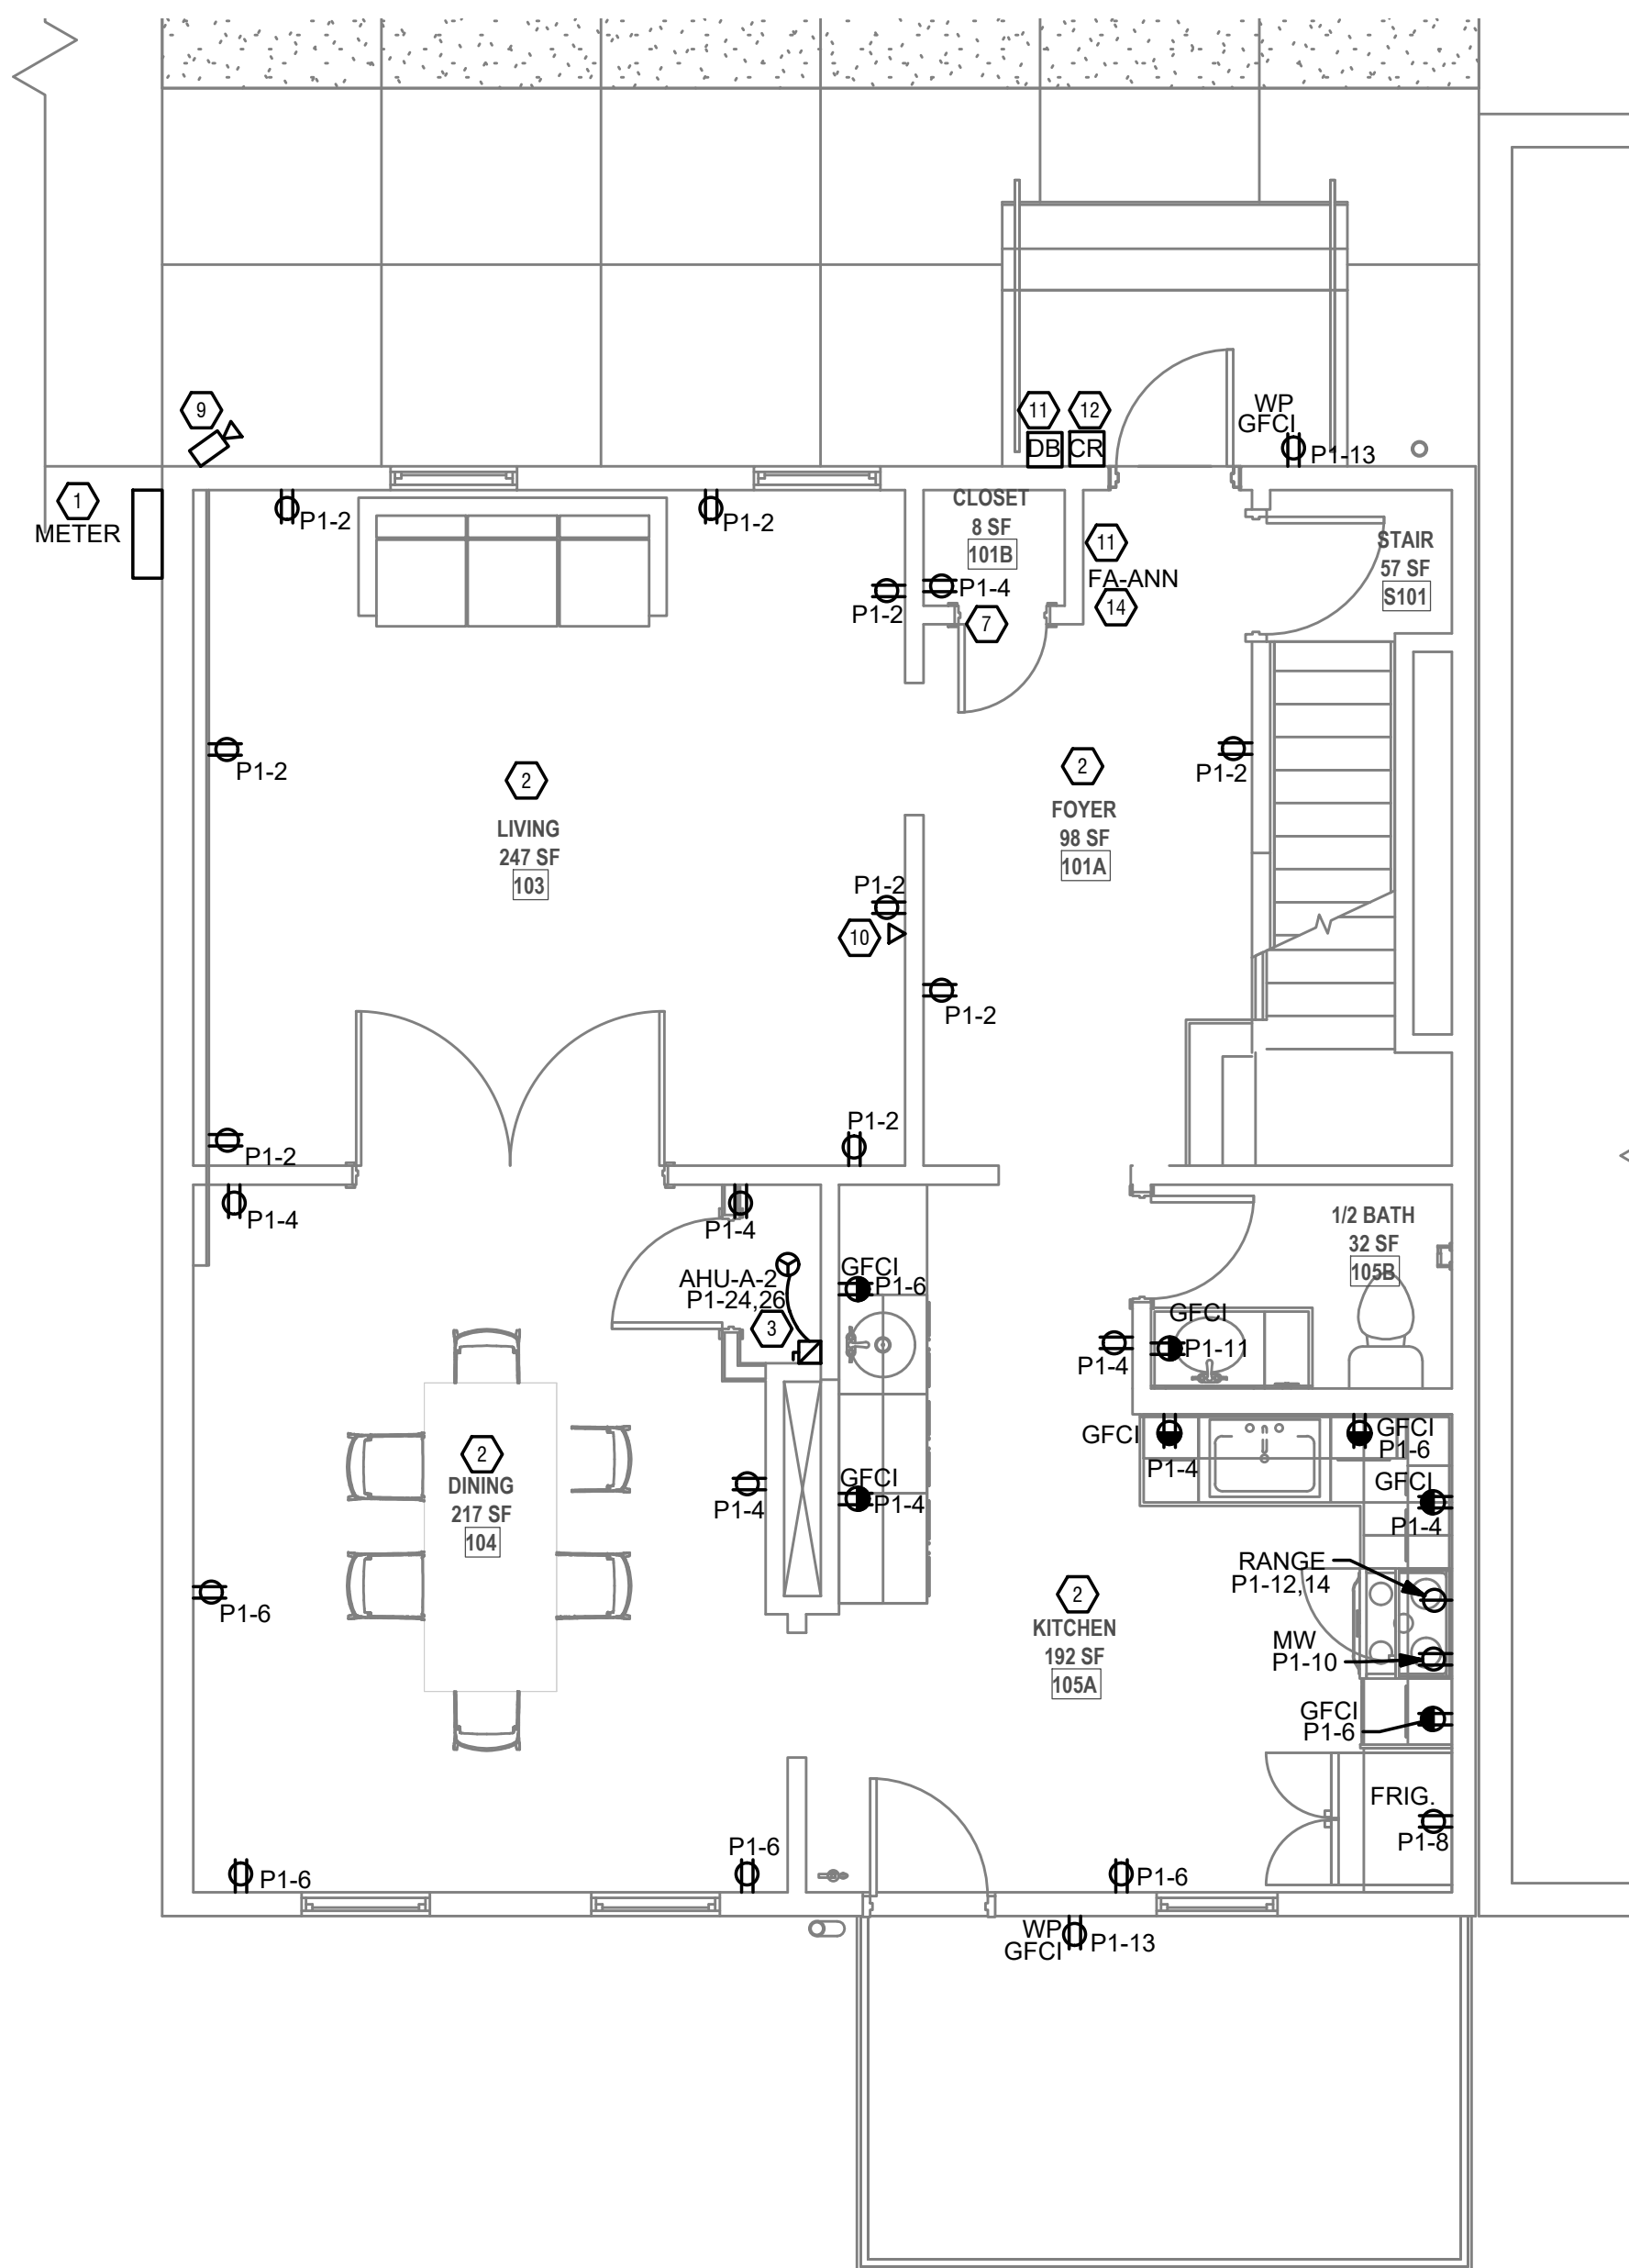 9
11
12
WP
GFCI
DB
CR
P1-13
1
METER
CLOSET
8 SF
101B
P1-2
P1-2
11
FA-ANN
14
STAIR
57 SF
S101
P1-4
P1-2
7
P1-2
2
2
P1-2
LIVING
247 SF
103
FOYER
98 SF
101A
P1-2
10
P1-2
P1-2
P1-2
P1-4
P1-4
1/2 BATH
32 SF
105B
AHU-A-2
P1-24,26
3
GFCI
P1-6
GFCI
P1-11
P1-4
GFCI
P1-4
GFCI
P1-6
2
DINING
217 SF
104
P1-4
GFCI
P1-4
GFCI
P1-4
RANGE
P1-12,14
2
KITCHEN
192 SF
105A
P1-6
MW
P1-10
GFCI
P1-6
FRIG.
P1-8
P1-6
P1-6
P1-6
WP
GFCI
P1-13